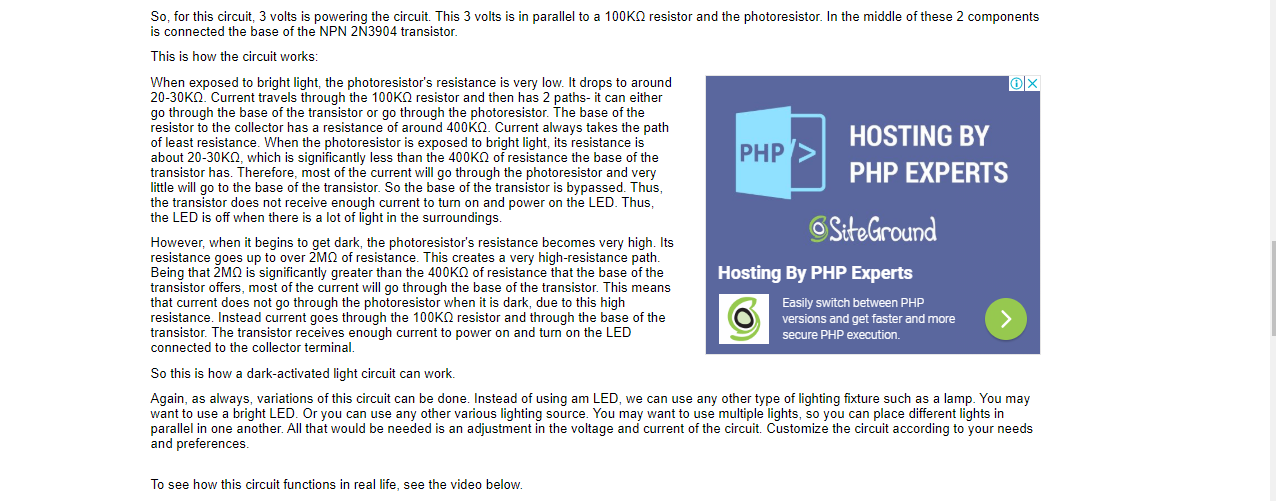 So, for this circuit, 3 volts is powering the circuit. This 3 volts is in parallel to a 100KΩ resistor and the photoresistor. In the middle of these 2 components
is connected the base of the NPN 2N3904 transistor.
This is how the circuit works:
When exposed to bright light, the photoresistor's resistance is very low. It drops to around
20-30KΩ. Current travels through the 100KΩ resistor and then has 2 paths- it can either
go through the base of the transistor or go through the photoresistor. The base of the
resistor to the collector has a resistance of around 400KΩ. Current always takes the path
of least resistance. When the photoresistor is exposed to bright light, its resistance is
about 20-30KΩ, which is significantly less than the 400KΩ of resistance the base of the
transistor has. Therefore, most of the current will go through the photoresistor and very
little will go to the base of the transistor. So the base of the transistor is bypassed. Thus,
the transistor does not receive enough current to turn on and power on the LED. Thus,
the LED is off when there is a lot of light in the surroundings.
However, when it begins to get dark, the photoresistor's resistance becomes very high. Its
resistance goes up to over 2MΩ of resistance. This creates a very high-resistance path.
Being that 2MΩ is significantly greater than the 400KΩ of resistance that the base of the
transistor offers, most of the current will go through the base of the transistor. This means
that current does not go through the photoresistor when it is dark, due to this high
resistance. Instead current goes through the 100KΩ resistor and through the base of the
transistor. The transistor receives enough current to power on and turn on the LED
connected to the collector terminal.
PHP
HOSTING BY
PHP EXPERTS
SiteGround
Hosting By PHP Experts
Easily switch between PHP
versions and get faster and more
secure PHP execution.
So this is how a dark-activated light circuit can work.
Again, as always, variations of this circuit can be done. Instead of using am LED, we can use any other type of lighting fixture such as a lamp. You may
want to use a bright LED. Or you can use any other various lighting source. You may want to use multiple lights, so you can place different lights in
parallel in one another. All that would be needed is an adjustment in the voltage and current of the circuit. Customize the circuit according to your needs
and preferences.
To see how this circuit functions in real life, see the video below.